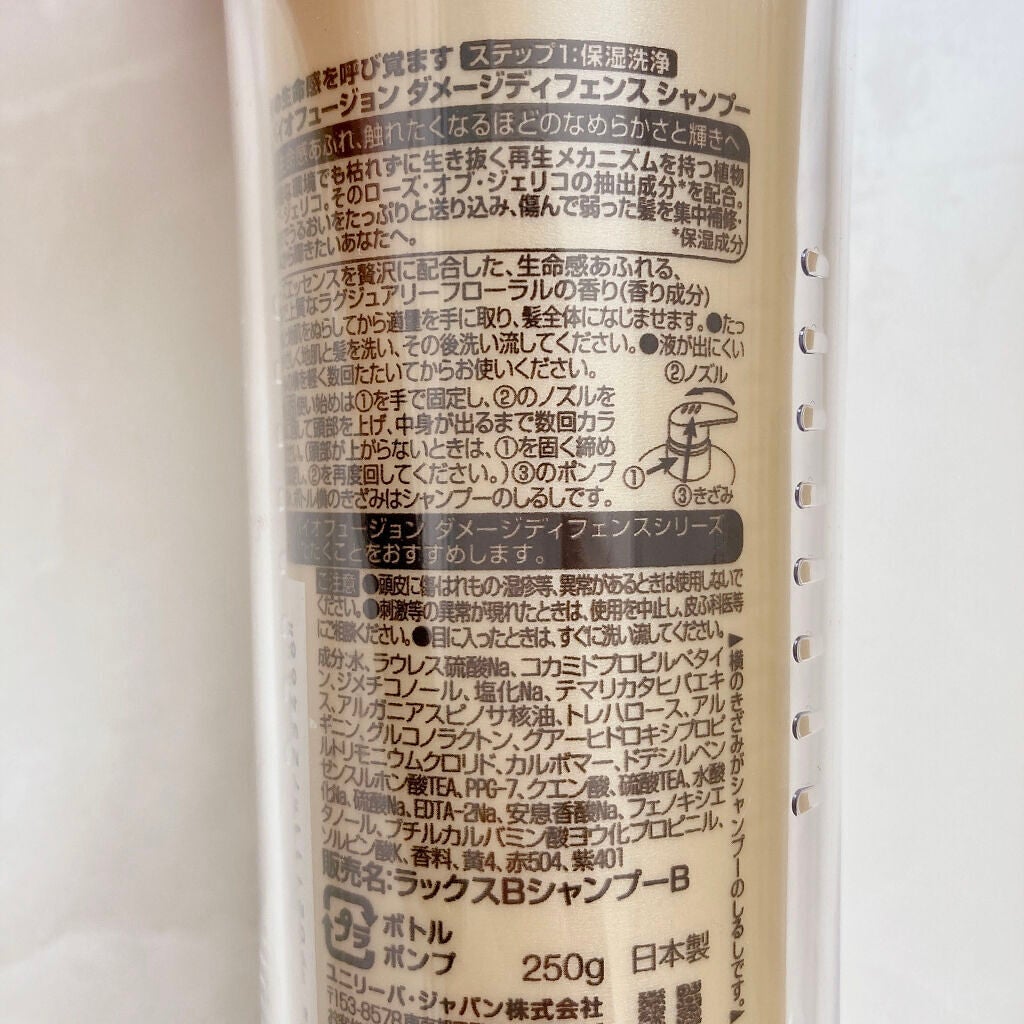 生命感を呼び覚ます ステップ1:保湿洗浄
イオフュージョン ダメージディフェンス シャンプー
感あふれ、触れたくなるほどのなめらかさと輝きへ
環境でも枯れずに生き抜く再生メカニズムを持つ植物
ジェリコ。そのローズ・オブ・ジェリコの抽出成分*を配合。
うるおいをたっぷりと送り込み、傷んで弱った髪を集中補修・
輝きたいあなたへ。 *保湿成分
エッセンスを贅沢に配合した、生命感あふれる、
上質なラグジュアリーフローラルの香り(香り成分)
をぬらしてから適量を手に取り、髪全体になじませます。●たっ
地肌と髪を洗い、その後洗い流してください。●液が出にくい
軽く数回たたいてからお使いください。
②ノズル
使い始めは①を手で固定し、②のノズルを
して頭部を上げ、中身が出るまで数回カラ
い。(頭部が上がらないときは、①を固く締め
、②を再度回してください。)③のポンプ
、ボトル側のきざみはシャンプーのしるしです。
①
③きざみ
イオフュージョン ダメージディフェンスシリーズ
たくことをおすすめします。
ご注意 ●頭皮に傷・はれもの・湿疹等、異常があるときは使用しないで
ください。●刺激等の異常が現れたときは、使用を中止し、皮ふ科医等
にご相談ください。●目に入ったときは、すぐに洗い流してください。
成分:水、ラウレス硫酸Na、コカミドプロピルベタイ
ン、ジメチコノール、塩化Na、テマリカタヒバエキ
ス、アルガニアスピノサ核油、トレハロース、アル
ギニン、グルコノラクトン、グアーヒドロキシプロピ
ルトリモニウムクロリド、カルボマー、ドデシルベン
ゼンスルホン酸TEA、PPG-7、クエン酸、硫酸TEA、水酸
化Na、硫酸Na、EDTA-2Na、安息香酸Na、フェノキシエ
タノール、ブチルカルバミン酸ヨウ化プロピニル、
ソルビン酸K、香料、黄4、赤504、紫401
販売名:ラックスBシャンプーB
プラ
ボトル
ポンプ
250g
日本製
ユニリーバ・ジャパン株式会社
〒153-8578
▶横のきざみがシャンプーのしるしです。▶